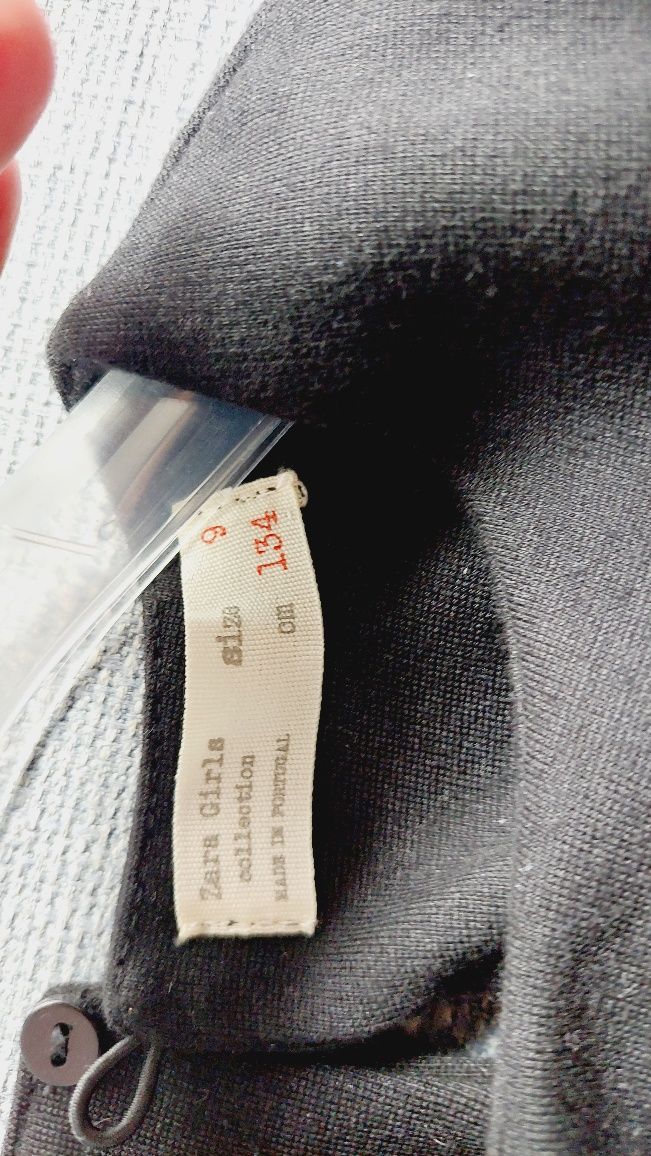 Zara Girls
collection
MADE IN PORTUGAL
size 9
cm 134